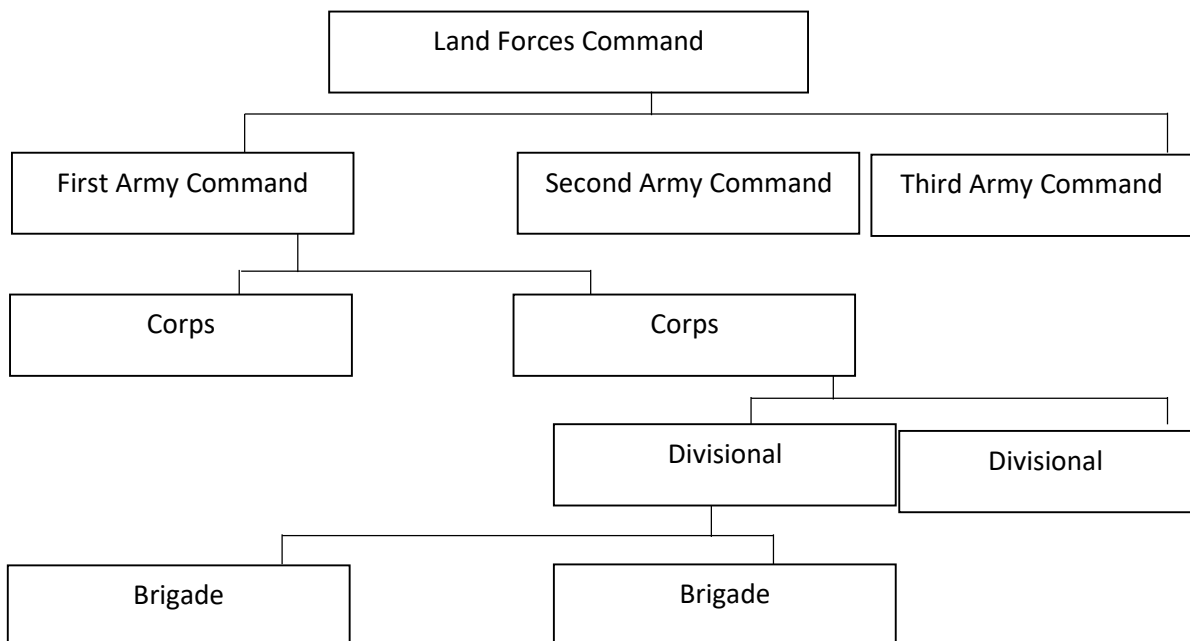 Land Forces Command
First Army Command
Second Army Command
Third Army Command
Corps
Corps
Divisional
Divisional
Brigade
Brigade